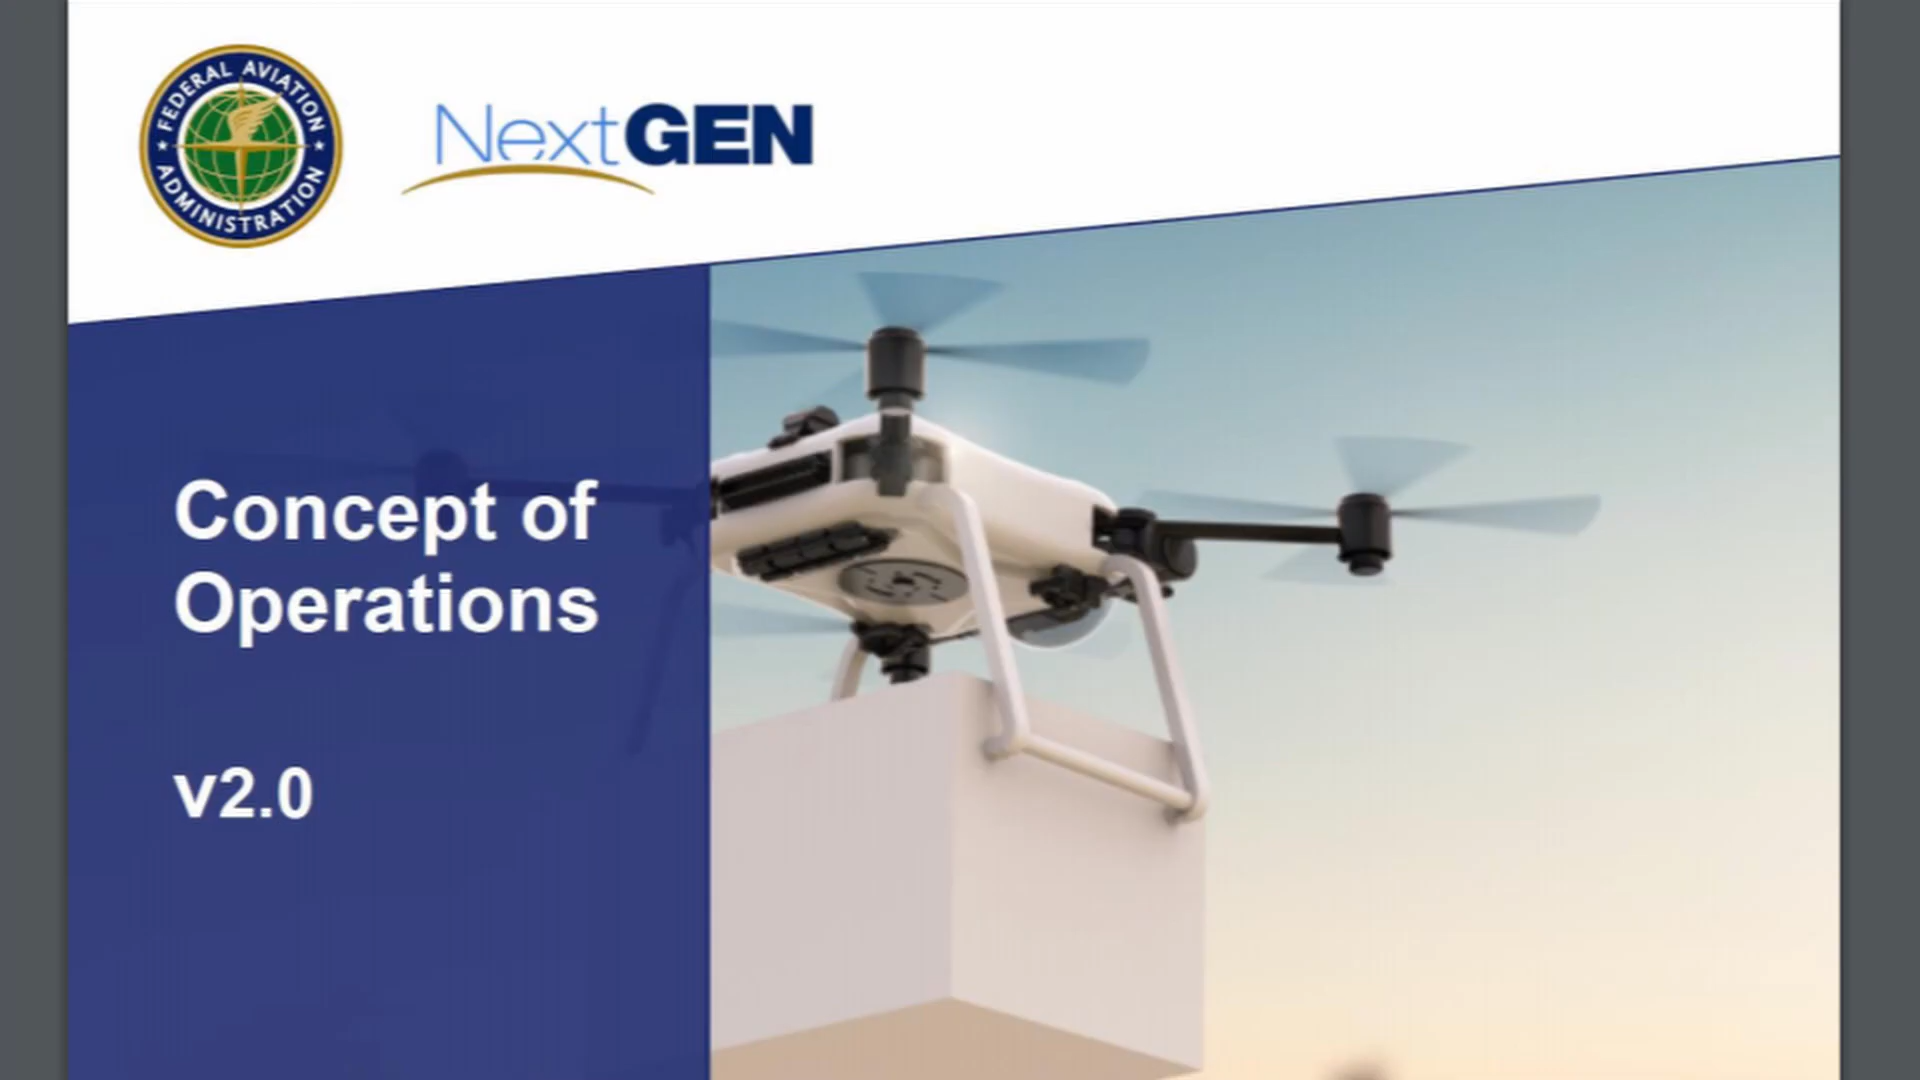 FEDERAL AVIATION
ADMINISTRATION
NextGEN
Concept of
Operations
v2.0